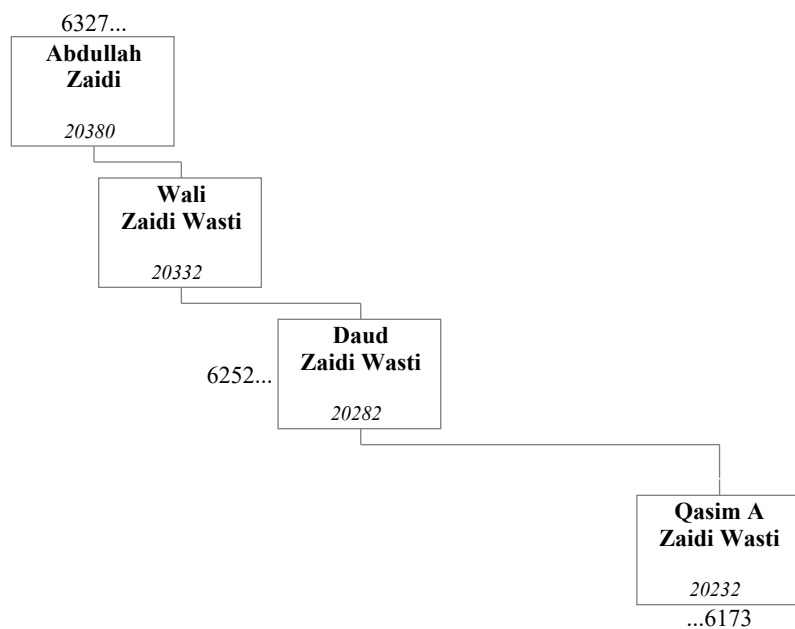 6327...
Abdullah
Zaidi
20380
Wali
Zaidi Wasti
20332
Daud
Zaidi Wasti
6252...
20282
Qasim A
Zaidi Wasti
20232
...6173